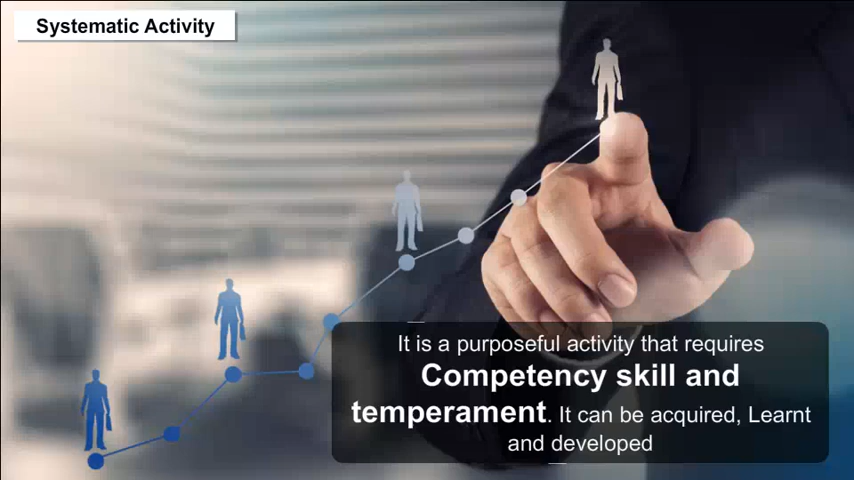 Systematic Activity
It is a purposeful activity that requires
Competency skill and
temperament. It can be acquired, Learnt
and developed